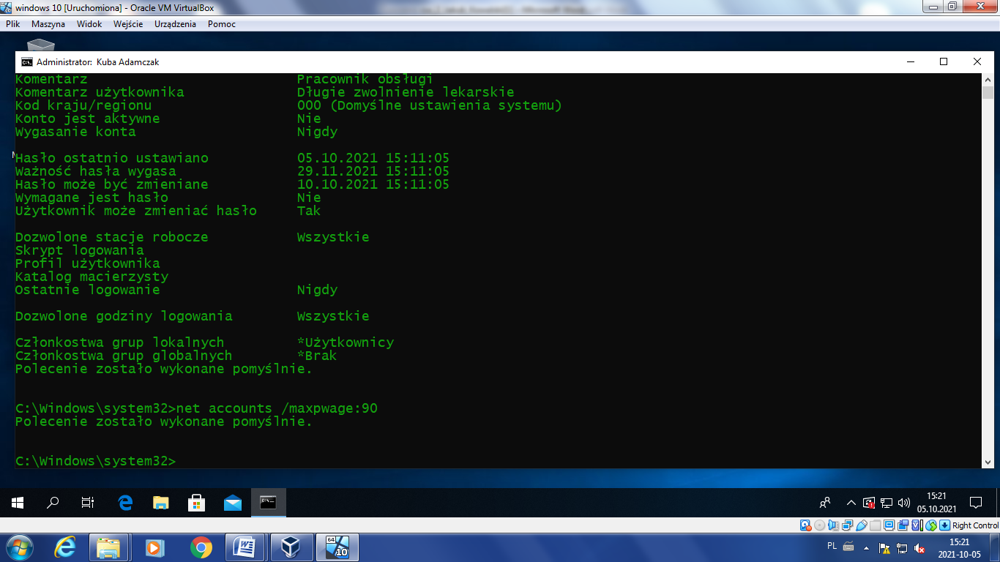 windows 10 [Uruchomiona] - Oracle VM VirtualBox
Plik Maszyna Widok Wejście Urządzenia Pomoc
Administrator: Kuba Adamczak
Komentarz Pracownik obsługi
Komentarz użytkownika Długie zwolnienie lekarskie
Kod kraju/regionu 000 (Domyślne ustawienia systemu)
Konto jest aktywne Nie
Wygasanie konta Nigdy
Hasło ostatnio ustawiano 05.10.2021 15:11:05
Ważność hasła wygasa 29.11.2021 15:11:05
Hasło może być zmieniane 10.10.2021 15:11:05
Wymagane jest hasło Nie
Użytkownik może zmieniać hasło Tak
Dozwolone stacje robocze Wszystkie
Skrypt logowania
Profil użytkownika
Katalog macierzysty
Ostatnie logowanie Nigdy
Dozwolone godziny logowania Wszystkie
Członkostwa grup lokalnych *Użytkownicy
Członkostwa grup globalnych *Brak
Polecenie zostało wykonane pomyślnie.
C:\Windows\system32>net accounts /maxpwage:90
Polecenie zostało wykonane pomyślnie.
C:\Windows\system32>
15:21
05.10.2021
Right Control
64
10
PL
15:21
2021-10-05